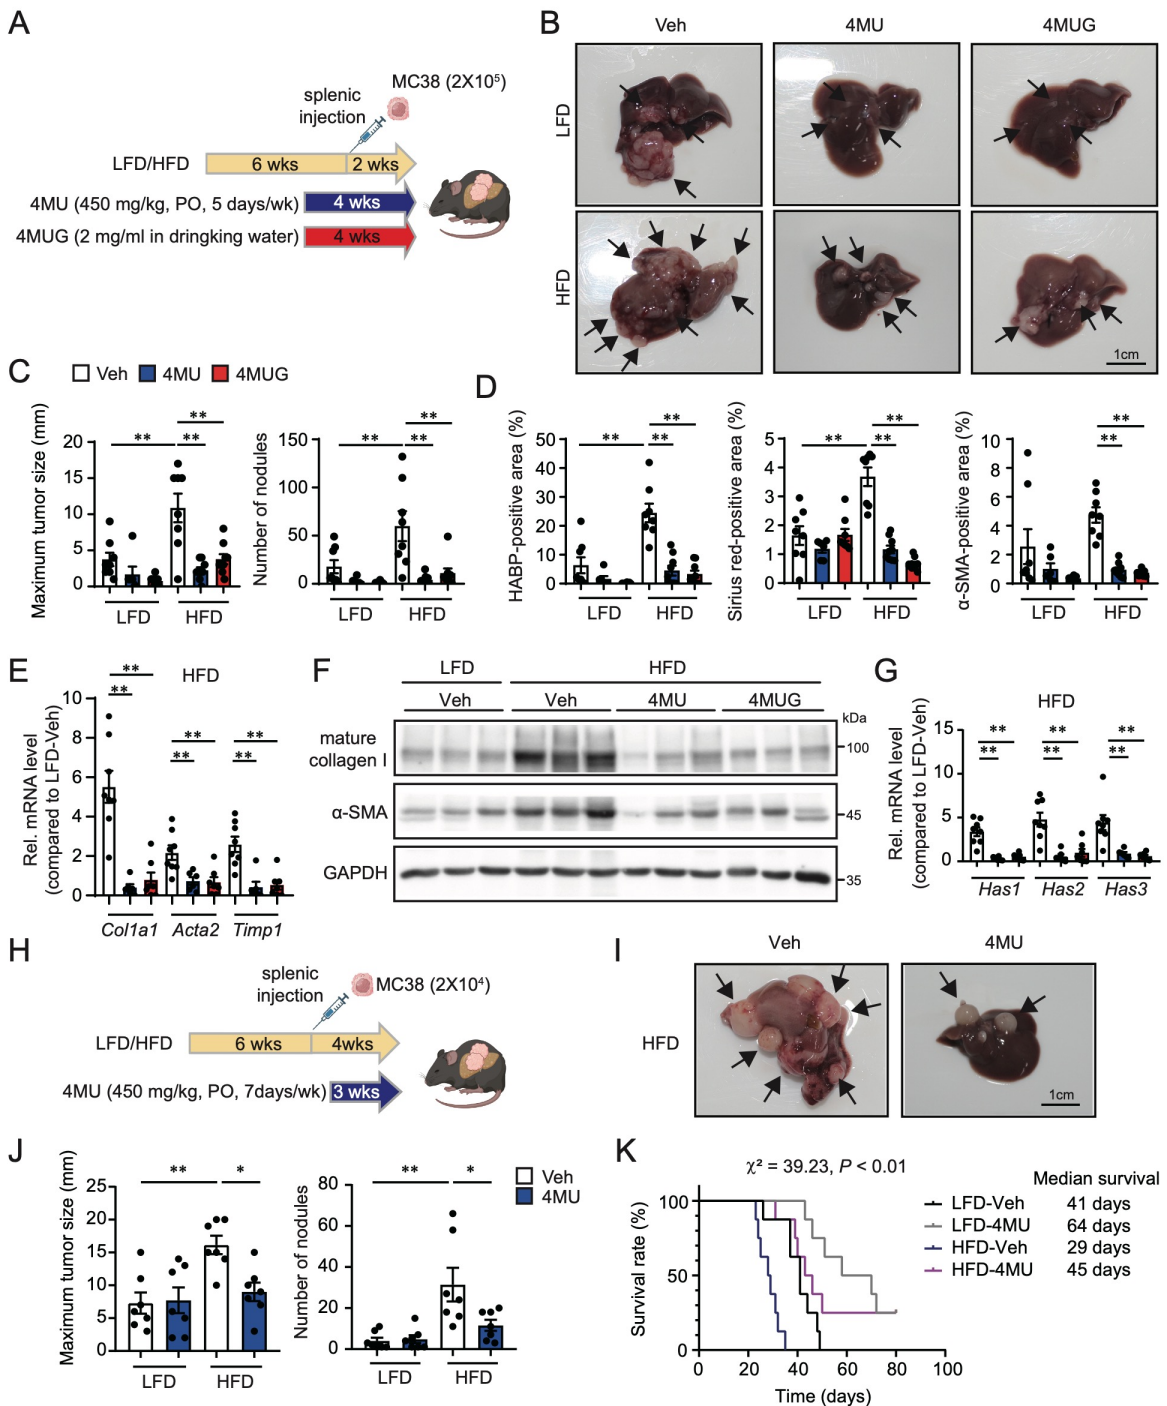 A
MC38 (2X10⁵)
splenic
injection
LFD/HFD
6 wks
2 wks
4MU (450 mg/kg, PO, 5 days/wk)
4 wks
4MUG (2 mg/ml in dringking water)
4 wks
B
Veh
4MU
4MUG
LFD
HFD
1cm
C
Veh
4MU
4MUG
Maximum tumor size (mm)
20
15
10
5
0
**
**
**
LFD
HFD
Number of nodules
150
100
50
0
**
**
**
LFD
HFD
D
HABP-positive area (%)
50
40
30
20
10
0
**
**
**
LFD
HFD
Sirius red-positive area (%)
5
4
3
2
1
0
**
**
**
LFD
HFD
α-SMA-positive area (%)
10
8
6
4
2
0
**
**
LFD
HFD
E
HFD
Rel. mRNA level
(compared to LFD-Veh)
10
8
6
4
2
0
**
**
**
**
**
**
Col1a1
Acta2
Timp1
F
LFD
HFD
Veh
Veh
4MU
4MUG
kDa
mature
collagen I
100
α-SMA
45
GAPDH
35
G
HFD
Rel. mRNA level
(compared to LFD-Veh)
15
10
5
0
**
**
**
**
**
**
Has1
Has2
Has3
H
splenic
injection
MC38 (2X10⁴)
LFD/HFD
6 wks
4wks
4MU (450 mg/kg, PO, 7days/wk)
3 wks
I
Veh
4MU
HFD
1cm
J
Maximum tumor size (mm)
25
20
15
10
5
0
**
*
LFD
HFD
Number of nodules
80
60
40
20
0
**
*
LFD
HFD
Veh
4MU
K
χ² = 39.23, P < 0.01
Median survival
LFD-Veh 41 days
LFD-4MU 64 days
HFD-Veh 29 days
HFD-4MU 45 days
Survival rate (%)
100
50
0
0 20 40 60 80 100
Time (days)